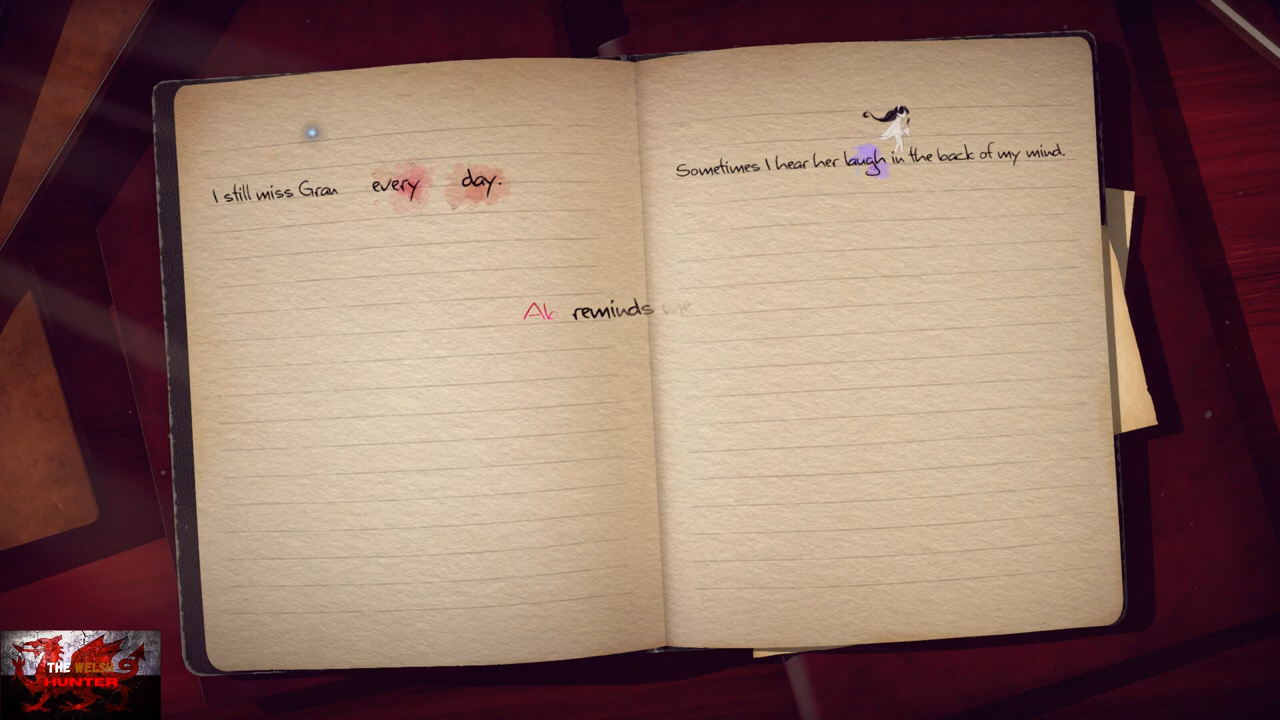 I still miss Gran every day.
Sometimes I hear her laugh in the back of my mind.
Ab reminds me
THE WELSH
HUNTER